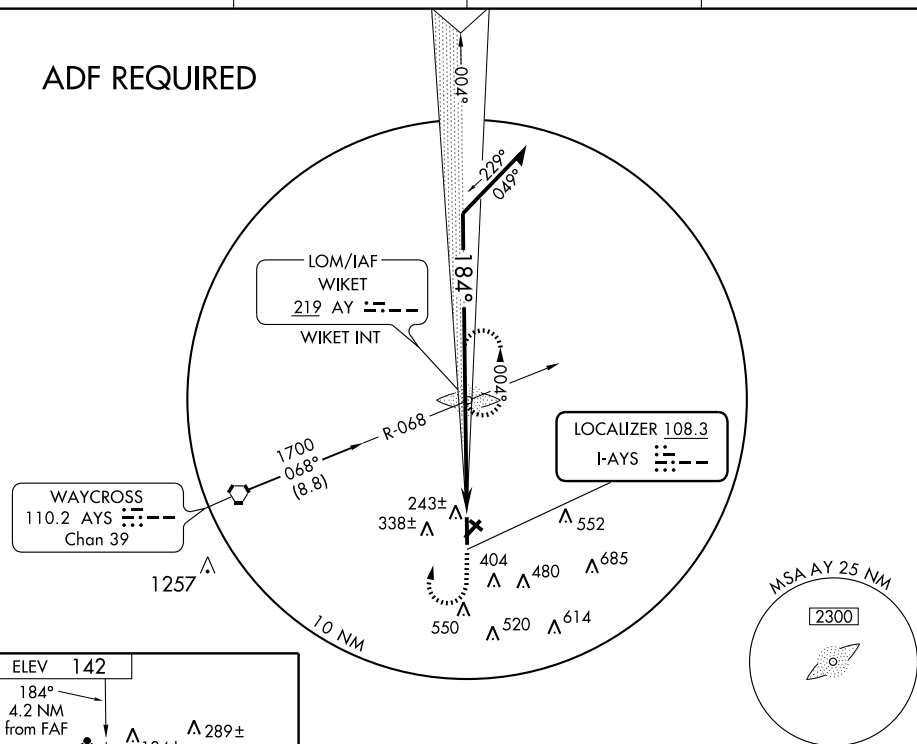 ADF REQUIRED
004°
229°
049°
184°
LOM/IAF
WIKET
219 AY
WIKET INT
004°
R-068
1700
068°
(8.8)
LOCALIZER 108.3
I-AYS
WAYCROSS
110.2 AYS
Chan 39
243±
338±
552
404
480
685
1257
550
520
614
10 NM
MSA AY 25 NM
2300
ELEV 142
184°
4.2 NM
from FAF
289±